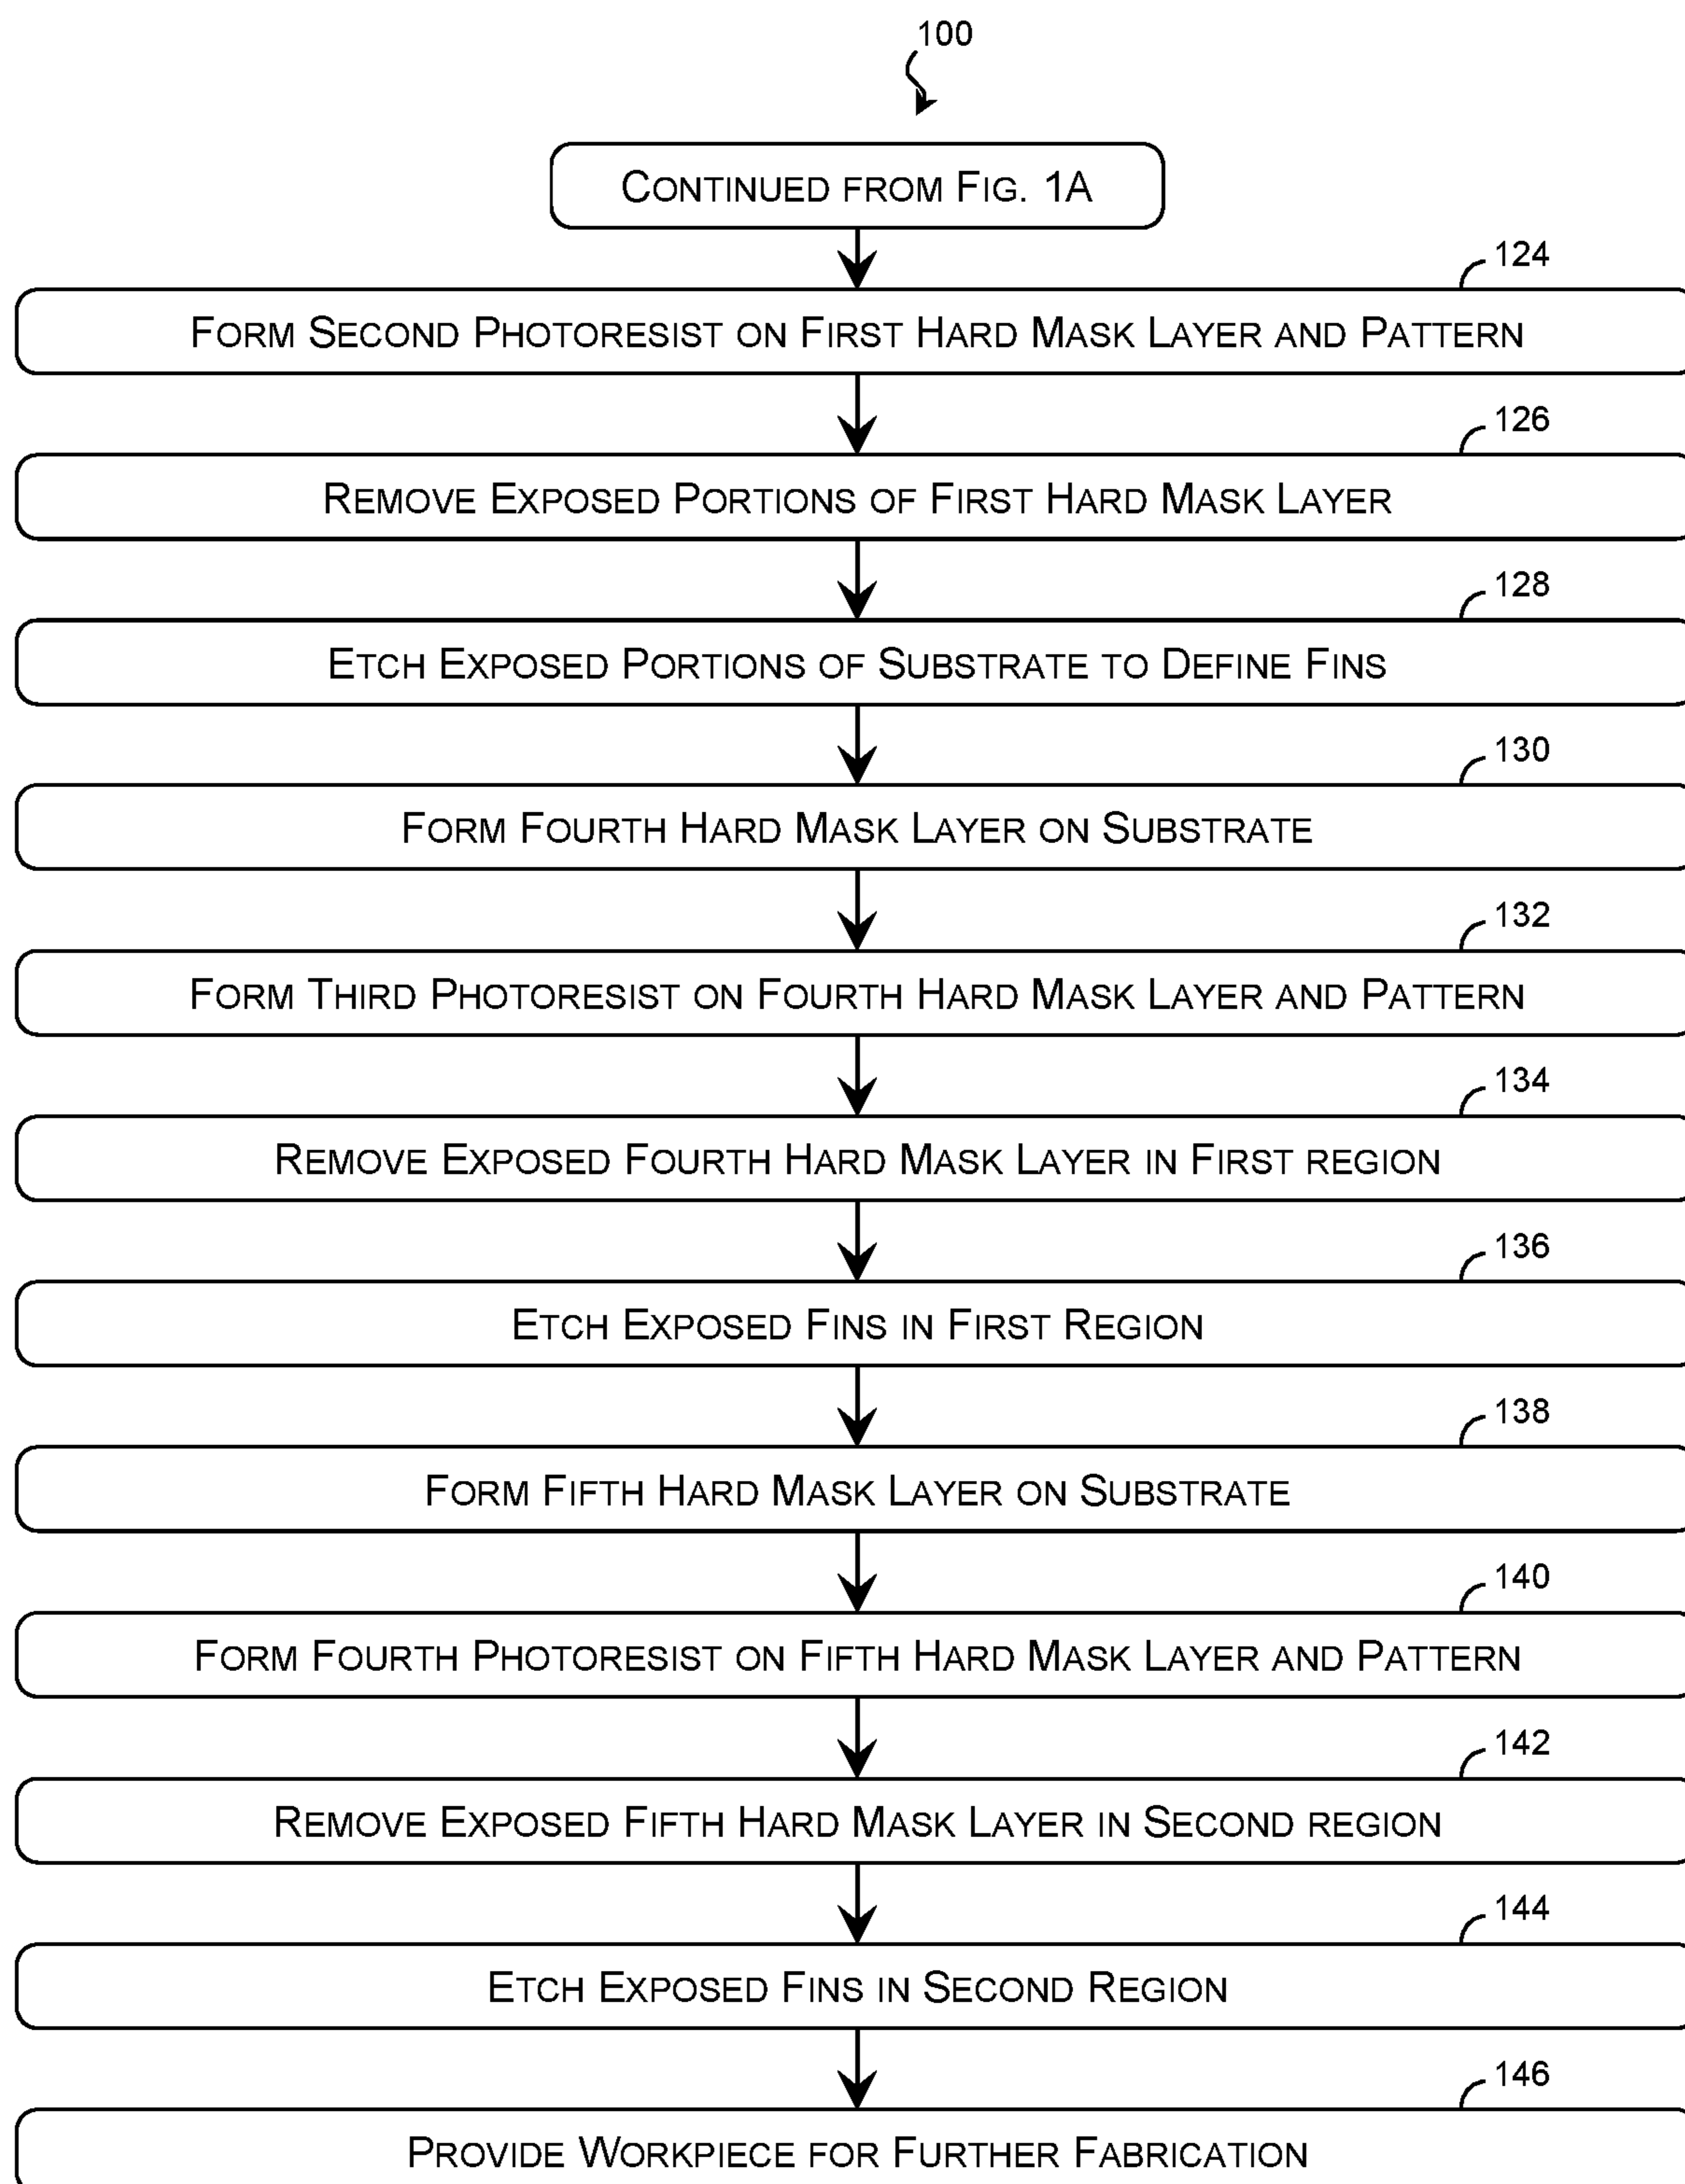 100
Continued from Fig. 1A
124
Form Second Photoresist on First Hard Mask Layer and Pattern
126
Remove Exposed Portions of First Hard Mask Layer
128
Etch Exposed Portions of Substrate to Define Fins
130
Form Fourth Hard Mask Layer on Substrate
132
Form Third Photoresist on Fourth Hard Mask Layer and Pattern
134
Remove Exposed Fourth Hard Mask Layer in First region
136
Etch Exposed Fins in First Region
138
Form Fifth Hard Mask Layer on Substrate
140
Form Fourth Photoresist on Fifth Hard Mask Layer and Pattern
142
Remove Exposed Fifth Hard Mask Layer in Second region
144
Etch Exposed Fins in Second Region
146
Provide Workpiece for Further Fabrication